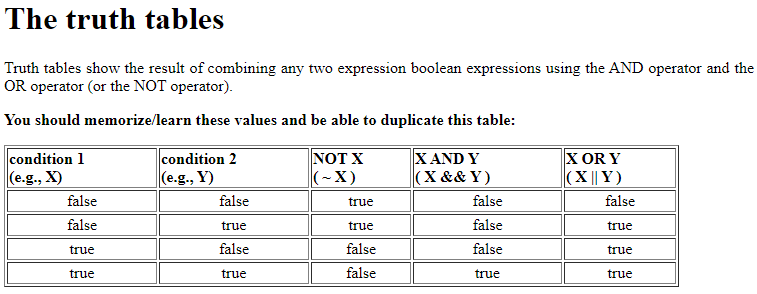 The truth tables
Truth tables show the result of combining any two expression boolean expressions using the AND operator and the
OR operator (or the NOT operator).
You should memorize/learn these values and be able to duplicate this table:
condition 1 condition 2 NOT X X AND Y X OR Y
(e.g., X) (e.g., Y) ( ~ X ) ( X && Y ) ( X || Y )
false false true false false
false true true false true
true false false false true
true true false true true